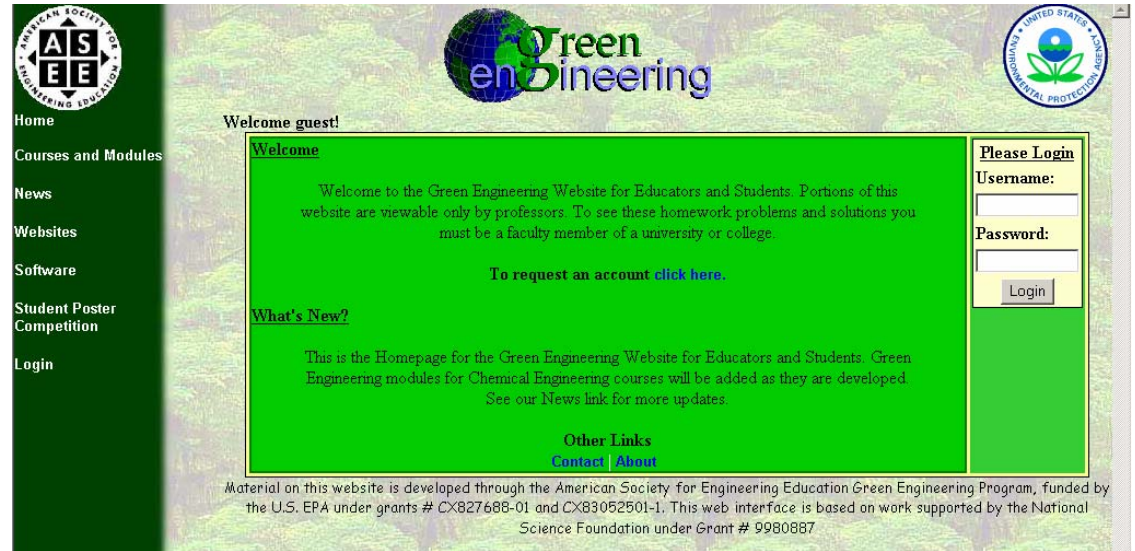 AMERICAN SOCIETY FOR ENGINEERING EDUCATION
AS
EE
Green
engineering
UNITED STATES ENVIRONMENTAL PROTECTION AGENCY
Home
Courses and Modules
News
Websites
Software
Student Poster
Competition
Login
Welcome guest!
Welcome
Welcome to the Green Engineering Website for Educators and Students. Portions of this
website are viewable only by professors. To see these homework problems and solutions you
must be a faculty member of a university or college.
To request an account click here.
What's New?
This is the Homepage for the Green Engineering Website for Educators and Students. Green
Engineering modules for Chemical Engineering courses will be added as they are developed.
See our News link for more updates.
Other Links
Contact | About
Please Login
Username:
Password:
Login
Material on this website is developed through the American Society for Engineering Education Green Engineering Program, funded by
the U.S. EPA under grants # CX827688-01 and CX83052501-1. This web interface is based on work supported by the National
Science Foundation under Grant # 9980887